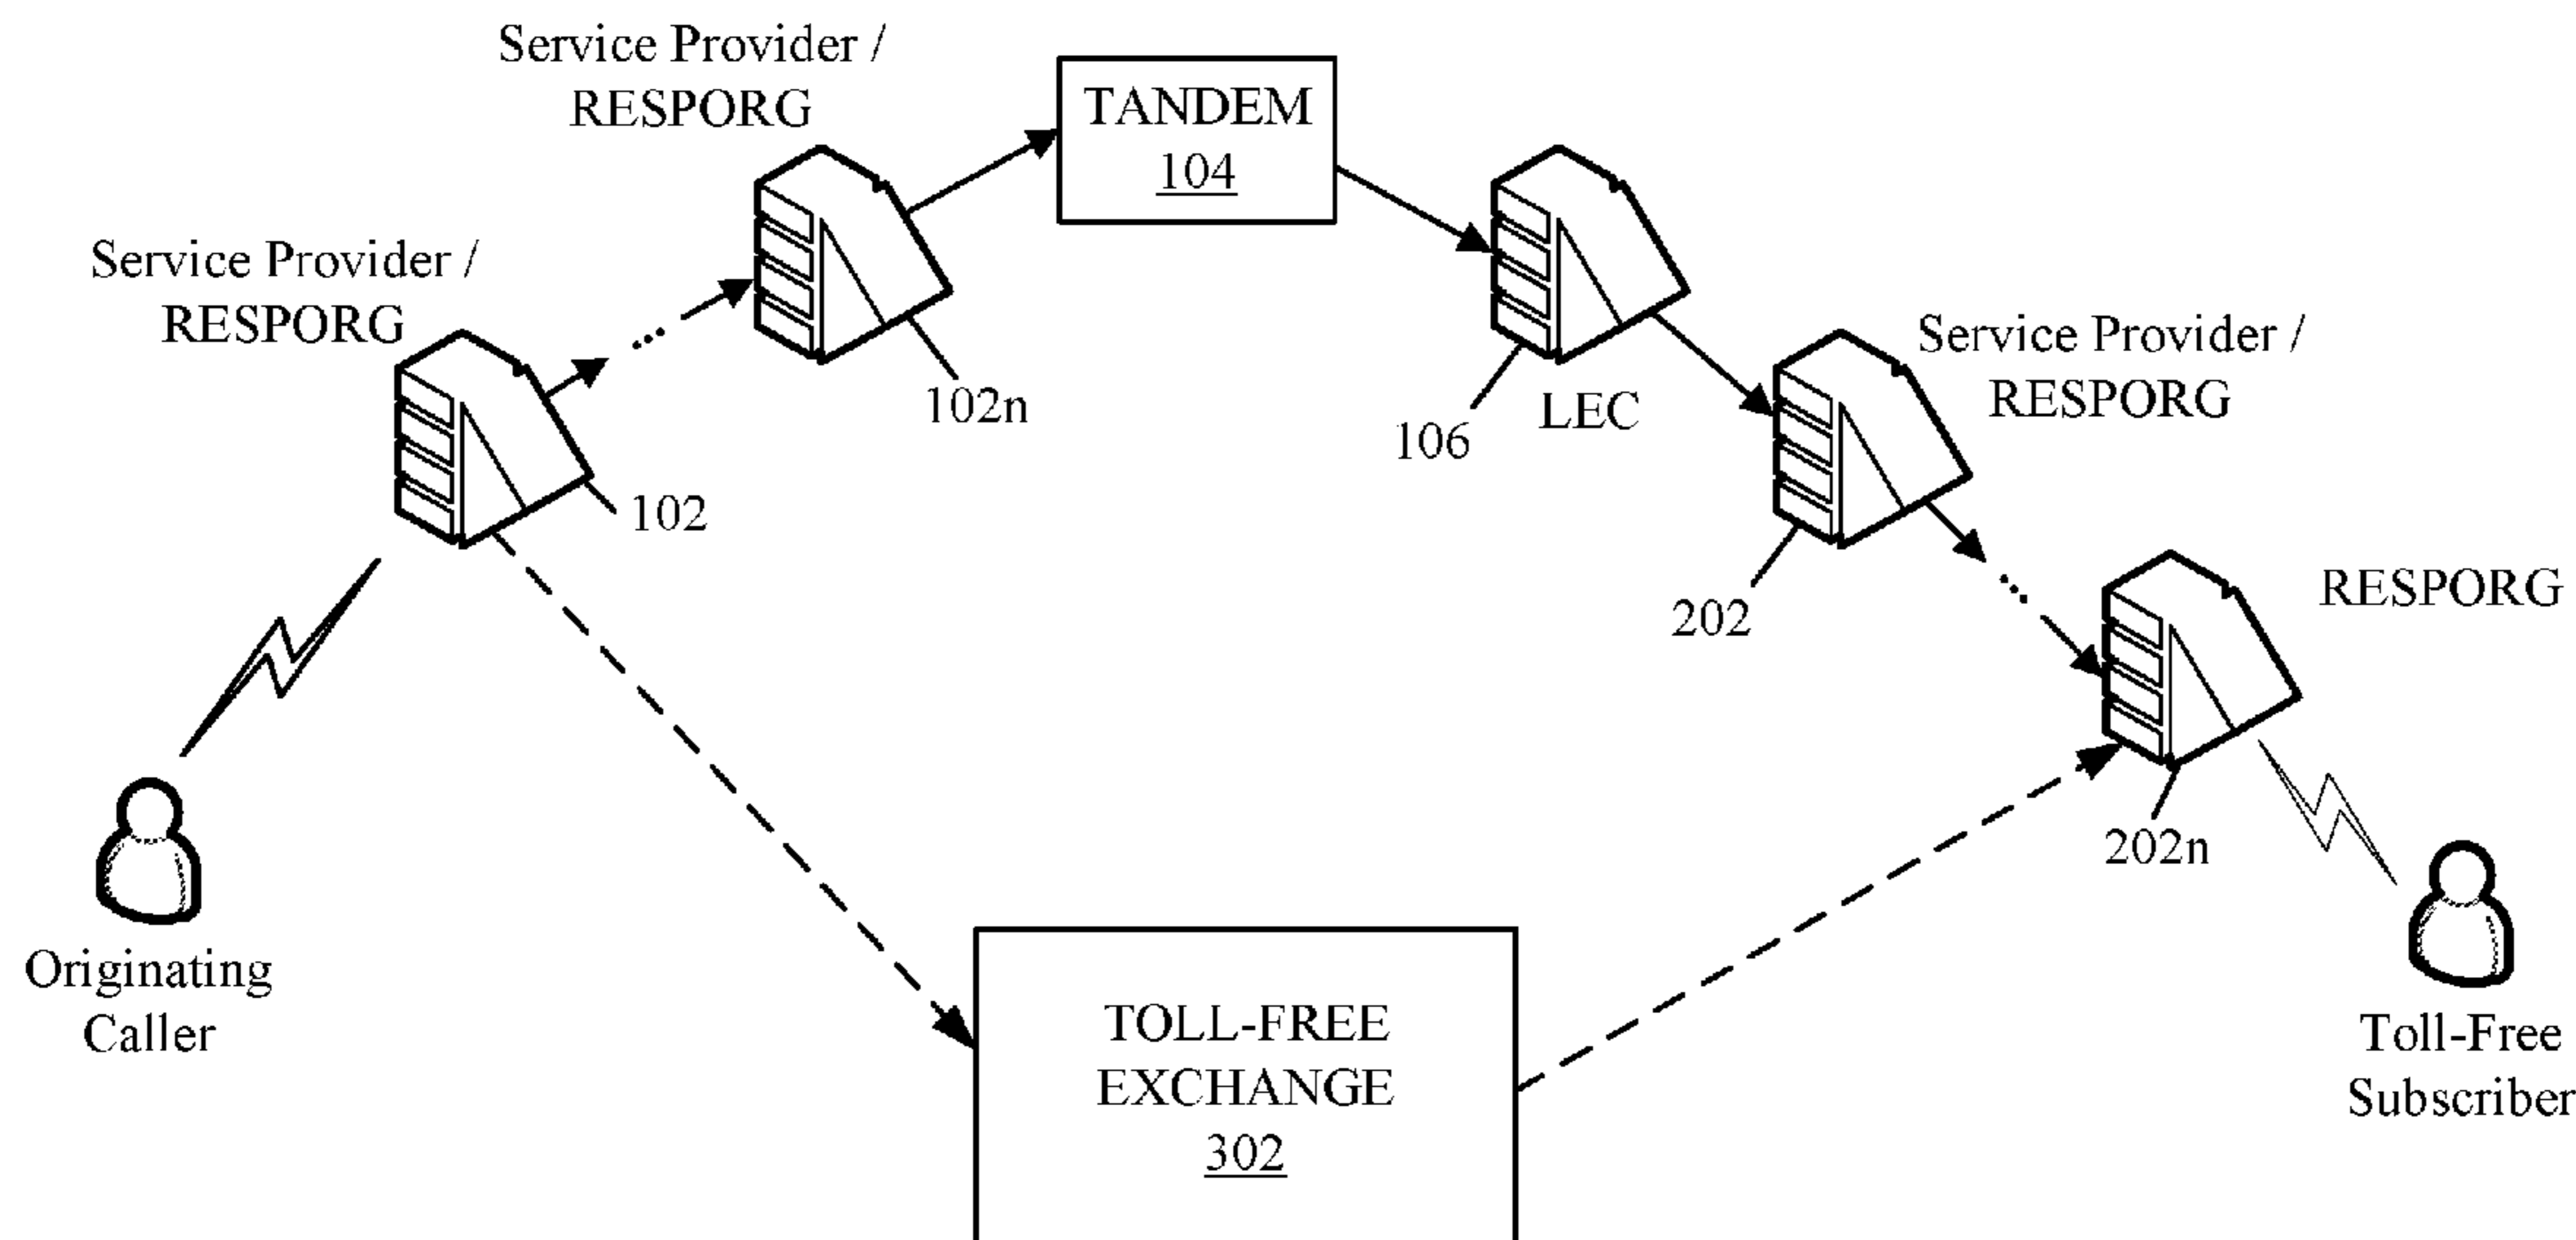 Service Provider /
RESPORG
TANDEM
104
Service Provider /
RESPORG
102n
102
106
LEC
Service Provider /
RESPORG
202
RESPORG
202n
Originating
Caller
TOLL-FREE
EXCHANGE
302
Toll-Free
Subscriber